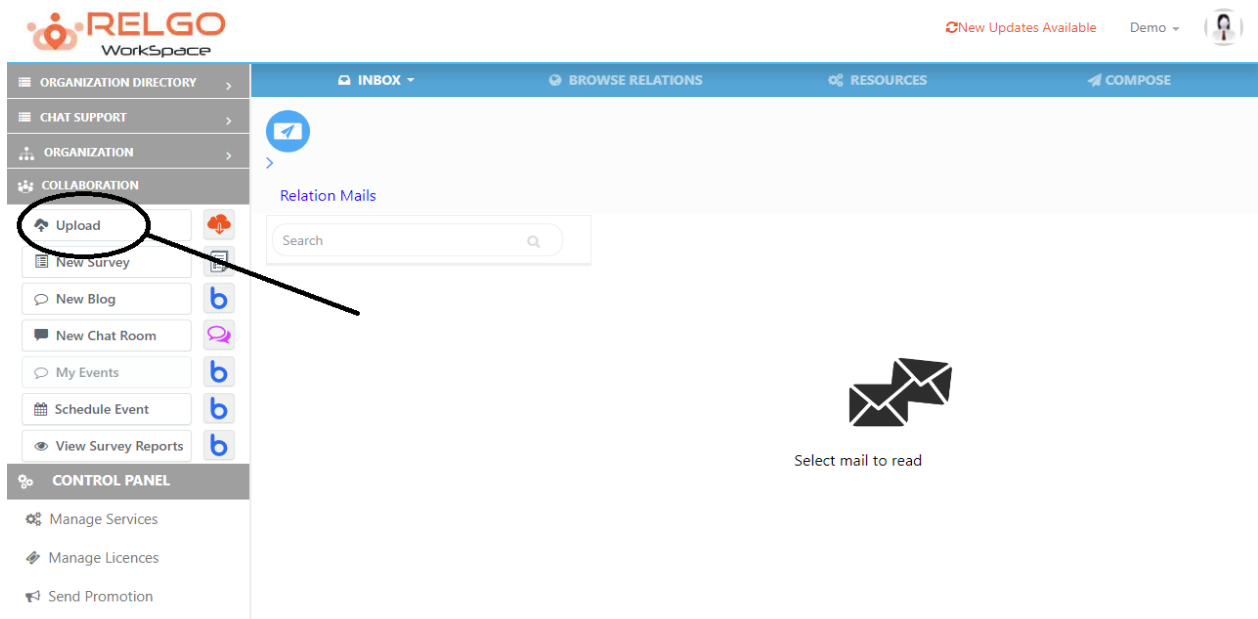 RELGO
WorkSpace
New Updates Available
Demo
ORGANIZATION DIRECTORY
CHAT SUPPORT
ORGANIZATION
COLLABORATION
Upload
New Survey
New Blog
b
New Chat Room
My Events
b
Schedule Event
b
View Survey Reports
b
CONTROL PANEL
Manage Services
Manage Licences
Send Promotion
INBOX
BROWSE RELATIONS
RESOURCES
COMPOSE
Relation Mails
Search
Select mail to read